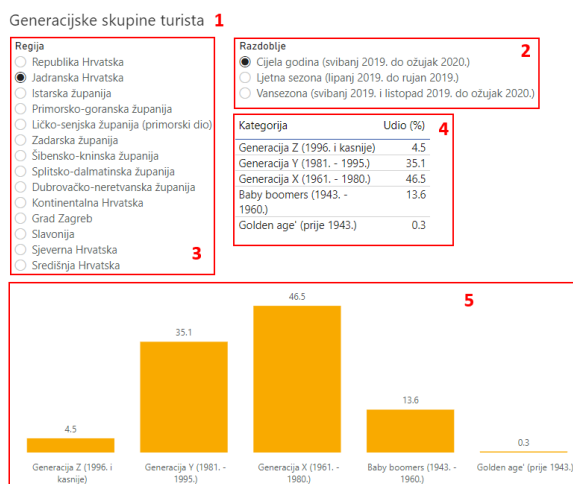 Generacijske skupine turista 1
Regija
Republika Hrvatska
Jadranska Hrvatska
Istarska županija
Primorsko-goranska županija
Ličko-senjska županija (primorski dio)
Zadarska županija
Šibensko-kninska županija
Splitsko-dalmatinska županija
Dubrovačko-neretvanska županija
Kontinentalna Hrvatska
Grad Zagreb
Slavonija
Sjeverna Hrvatska
Središnja Hrvatska
3
Razdoblje
2
Cijela godina (svibanj 2019. do ožujak 2020.)
Ljetna sezona (lipanj 2019. do rujan 2019.)
Vansezona (svibanj 2019. i listopad 2019. do ožujak 2020.)
Kategorija Udio (%) 4
Generacija Z (1996. i kasnije) 4.5
Generacija Y (1981. - 1995.) 35.1
Generacija X (1961. - 1980.) 46.5
Baby boomers (1943. - 13.6
1960.)
Golden age' (prije 1943.) 0.3
5
46.5
35.1
13.6
4.5
0.3
Generacija Z (1996. i
kasnije)
Generacija Y (1981. -
1995.)
Generacija X (1961. -
1980.)
Baby boomers (1943. -
1960.)
Golden age' (prije 1943.)